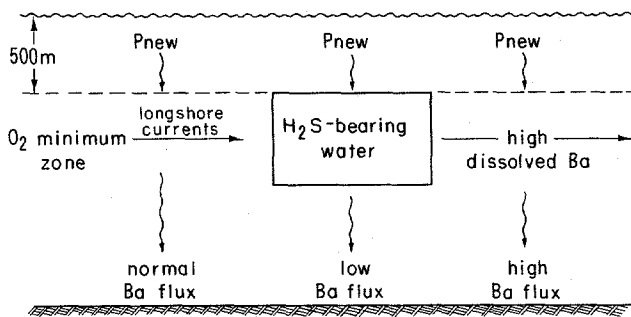 500m
Pnew
Pnew
Pnew
O₂ minimum
zone
longshore
currents
H₂S-bearing
water
high
dissolved Ba
normal
Ba flux
low
Ba flux
high
Ba flux